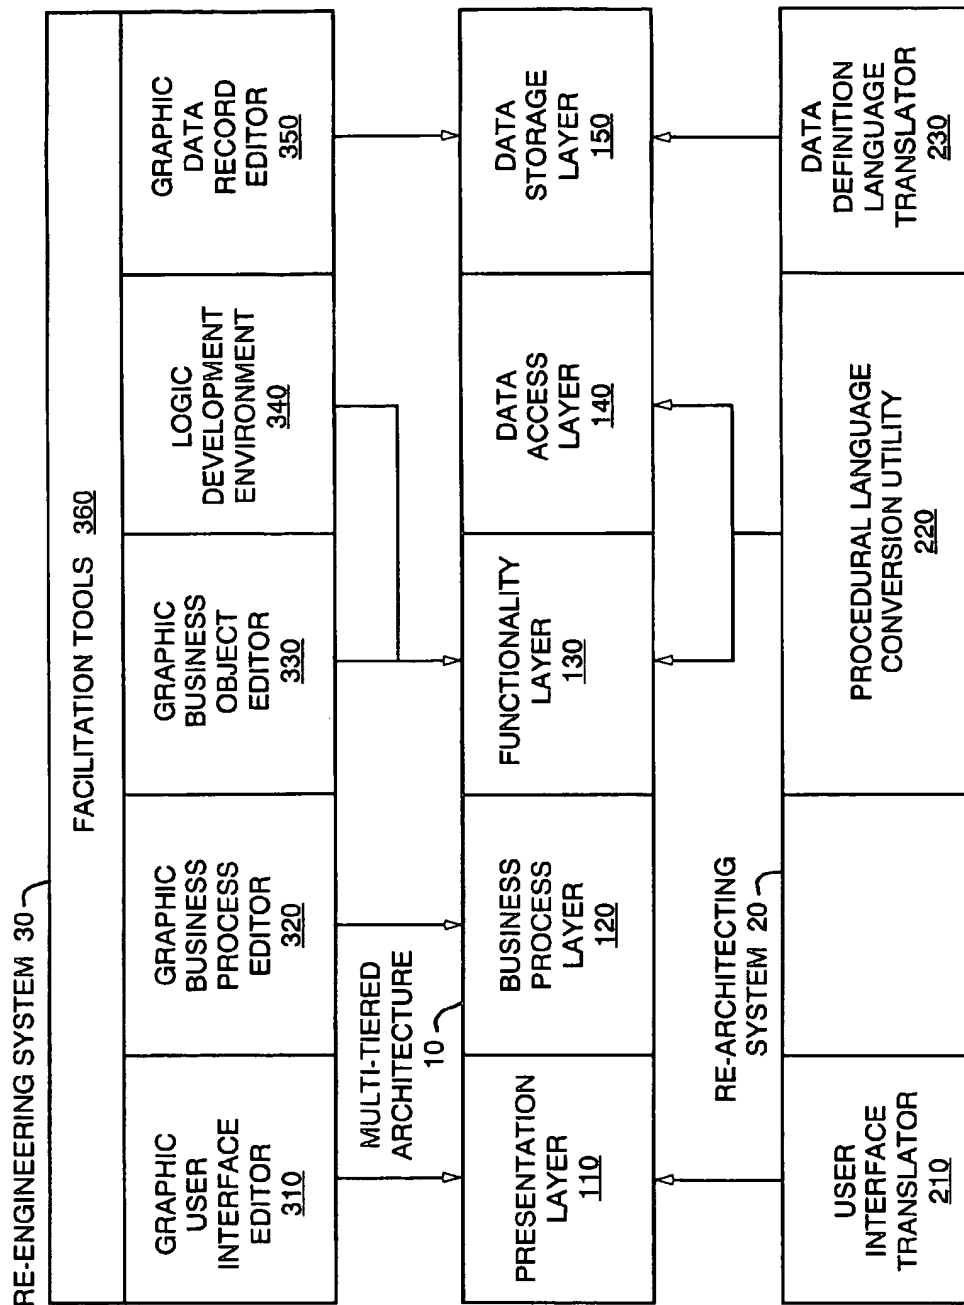 RE-ENGINEERING SYSTEM 30
FACILITATION TOOLS 360
GRAPHIC
USER
INTERFACE
EDITOR
310
GRAPHIC
BUSINESS
PROCESS
EDITOR
320
GRAPHIC
BUSINESS
OBJECT
EDITOR
330
LOGIC
DEVELOPMENT
ENVIRONMENT
340
GRAPHIC
DATA
RECORD
EDITOR
350
MULTI-TIERED
ARCHITECTURE
10
PRESENTATION
LAYER
110
BUSINESS
PROCESS
LAYER
120
FUNCTIONALITY
LAYER
130
DATA
ACCESS
LAYER
140
DATA
STORAGE
LAYER
150
RE-ARCHITECTING
SYSTEM 20
USER
INTERFACE
TRANSLATOR
210
PROCEDURAL LANGUAGE
CONVERSION UTILITY
220
DATA
DEFINITION
LANGUAGE
TRANSLATOR
230